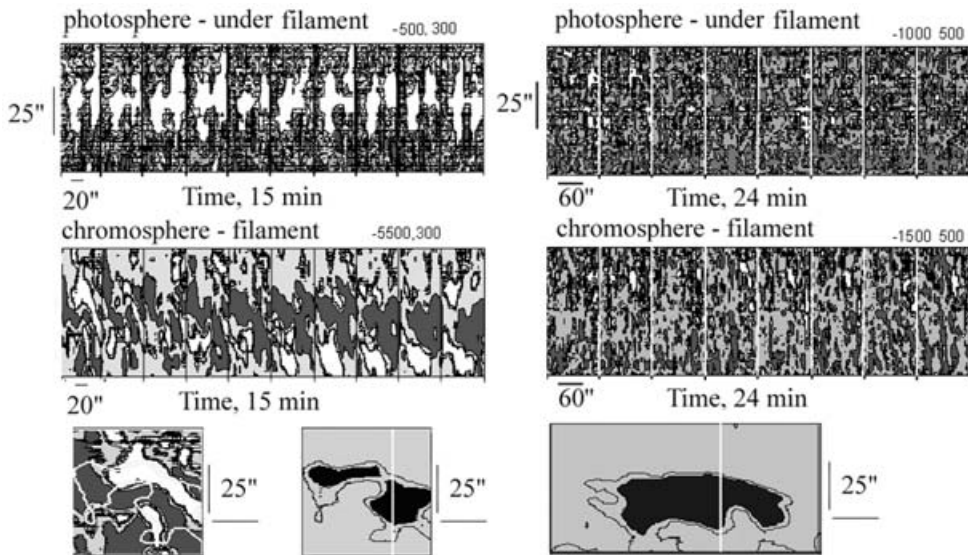 photosphere - under filament
-500, 300
25"
20"
Time, 15 min
chromosphere - filament
-5500,300
20"
Time, 15 min
25"
25"
photosphere - under filament
-1000 500
25"
60"
Time, 24 min
chromosphere - filament
-1500 500
60"
Time, 24 min
25"